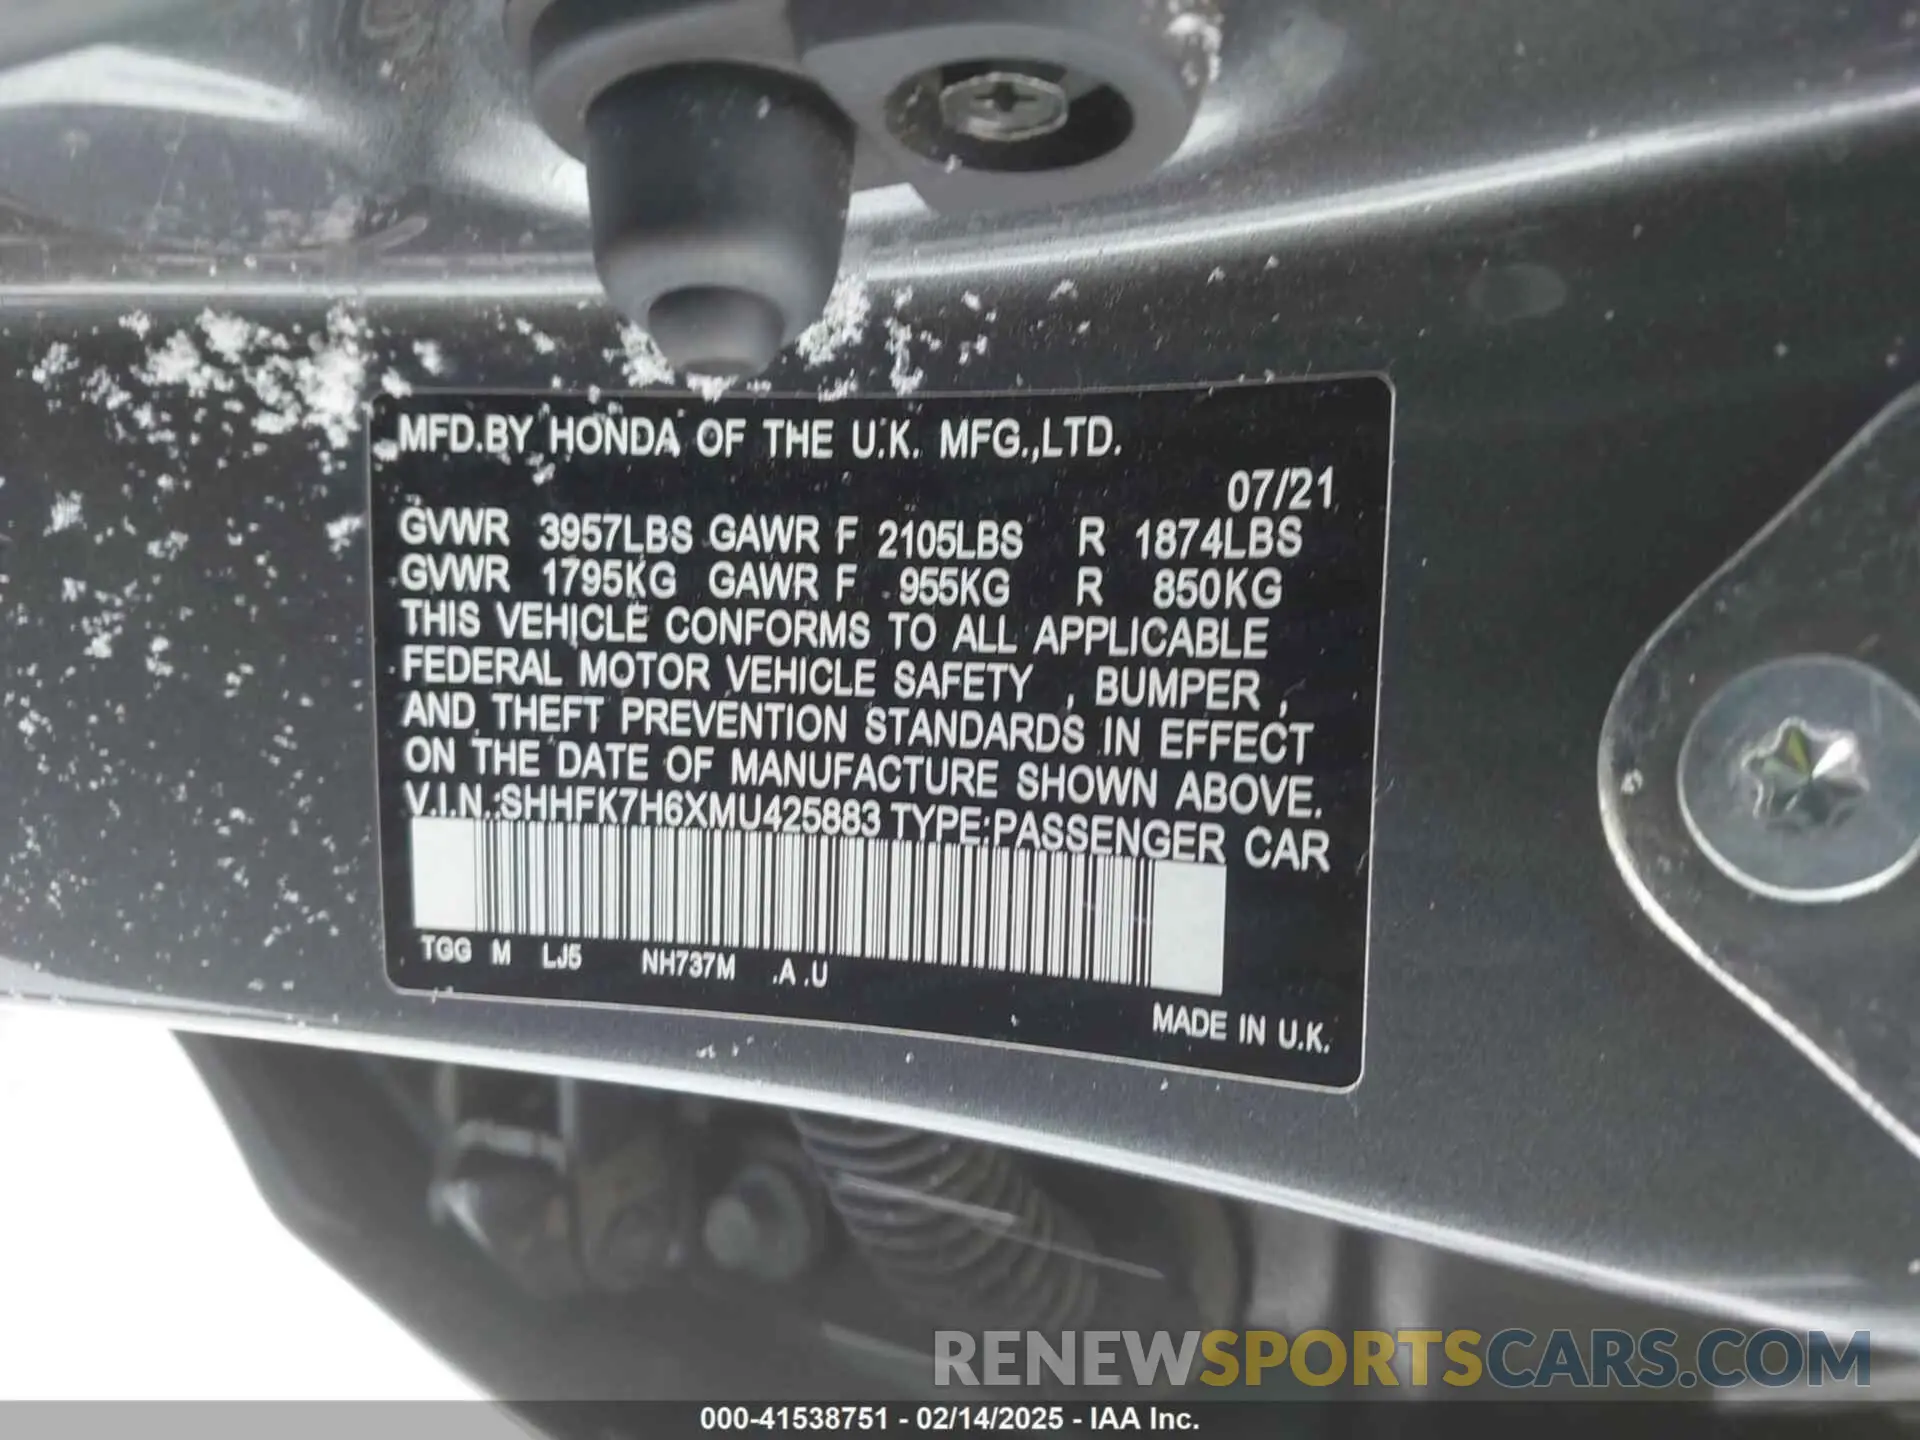 MFD.BY HONDA OF THE U.K. MFG.,LTD.
07/21
GVWR 3957LBS GAWR F 2105LBS R 1874LBS
GVWR 1795KG GAWR F 955KG R 850KG
THIS VEHICLE CONFORMS TO ALL APPLICABLE
FEDERAL MOTOR VEHICLE SAFETY , BUMPER ,
AND THEFT PREVENTION STANDARDS IN EFFECT
ON THE DATE OF MANUFACTURE SHOWN ABOVE.
V.I.N.:SHHFK7H6XMU425883 TYPE:PASSENGER CAR
TGG M LJ5 NH737M .A .U
MADE IN U.K.
RENEWSPORTSCARS.COM
000-41538751 - 02/14/2025 - IAA Inc.